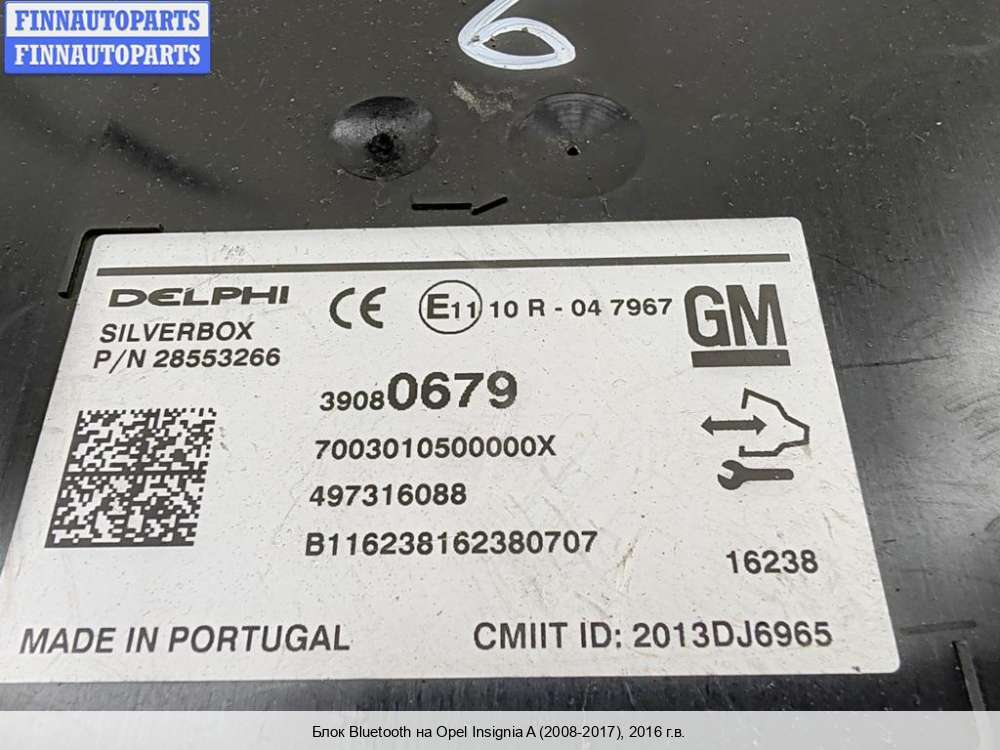 FINNAUTOPARTS
FINNAUTOPARTS
6
DELPHI
CE E11 10 R - 04 7967
GM
SILVERBOX
P/N 28553266
39080679
7003010500000X
497316088
B116238162380707
16238
MADE IN PORTUGAL
CMIIT ID: 2013DJ6965
Блок Bluetooth на Opel Insignia A (2008-2017), 2016 г.в.